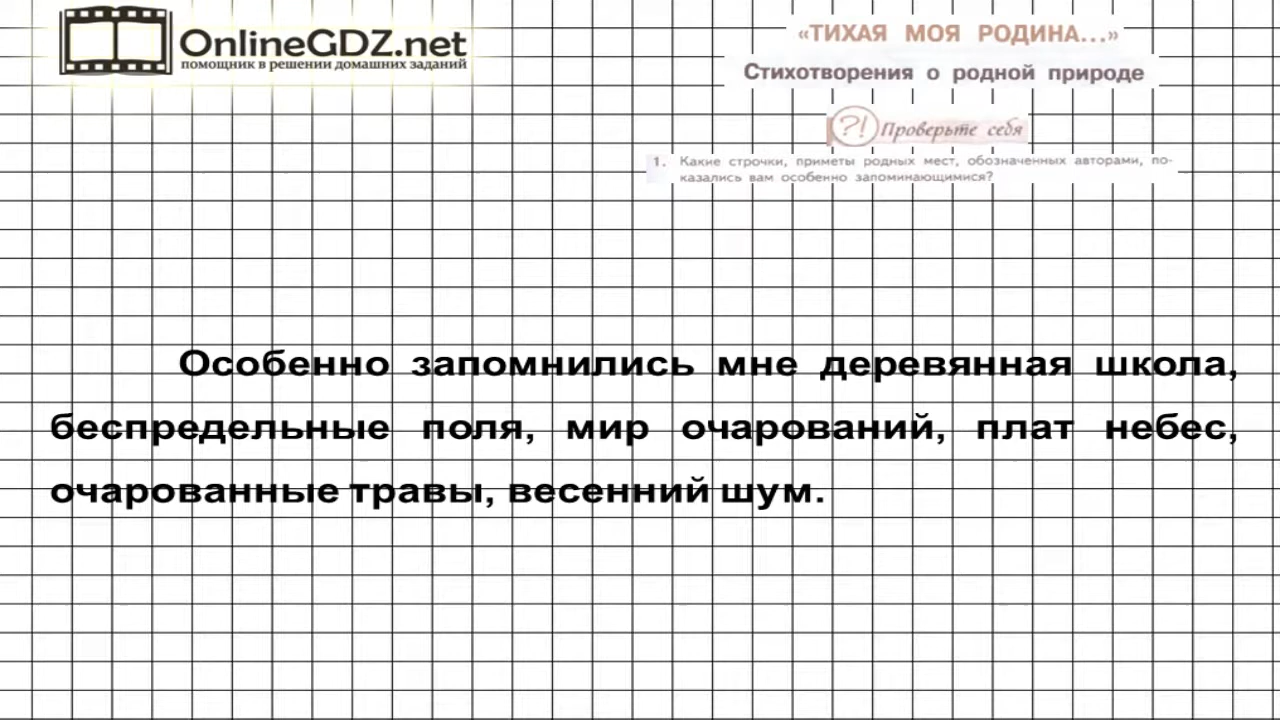 OnlineGDZ.net
помощник в решении домашних заданий
«ТИХАЯ МОЯ РОДИНА...»
Стихотворения о родной природе
?! Проверьте себя
1. Какие строчки, приметы родных мест, обозначенных авторами, по-
казались вам особенно запоминающимися?
Особенно запомнились мне деревянная школа,
беспредельные поля, мир очарований, плат небес,
очарованные травы, весенний шум.